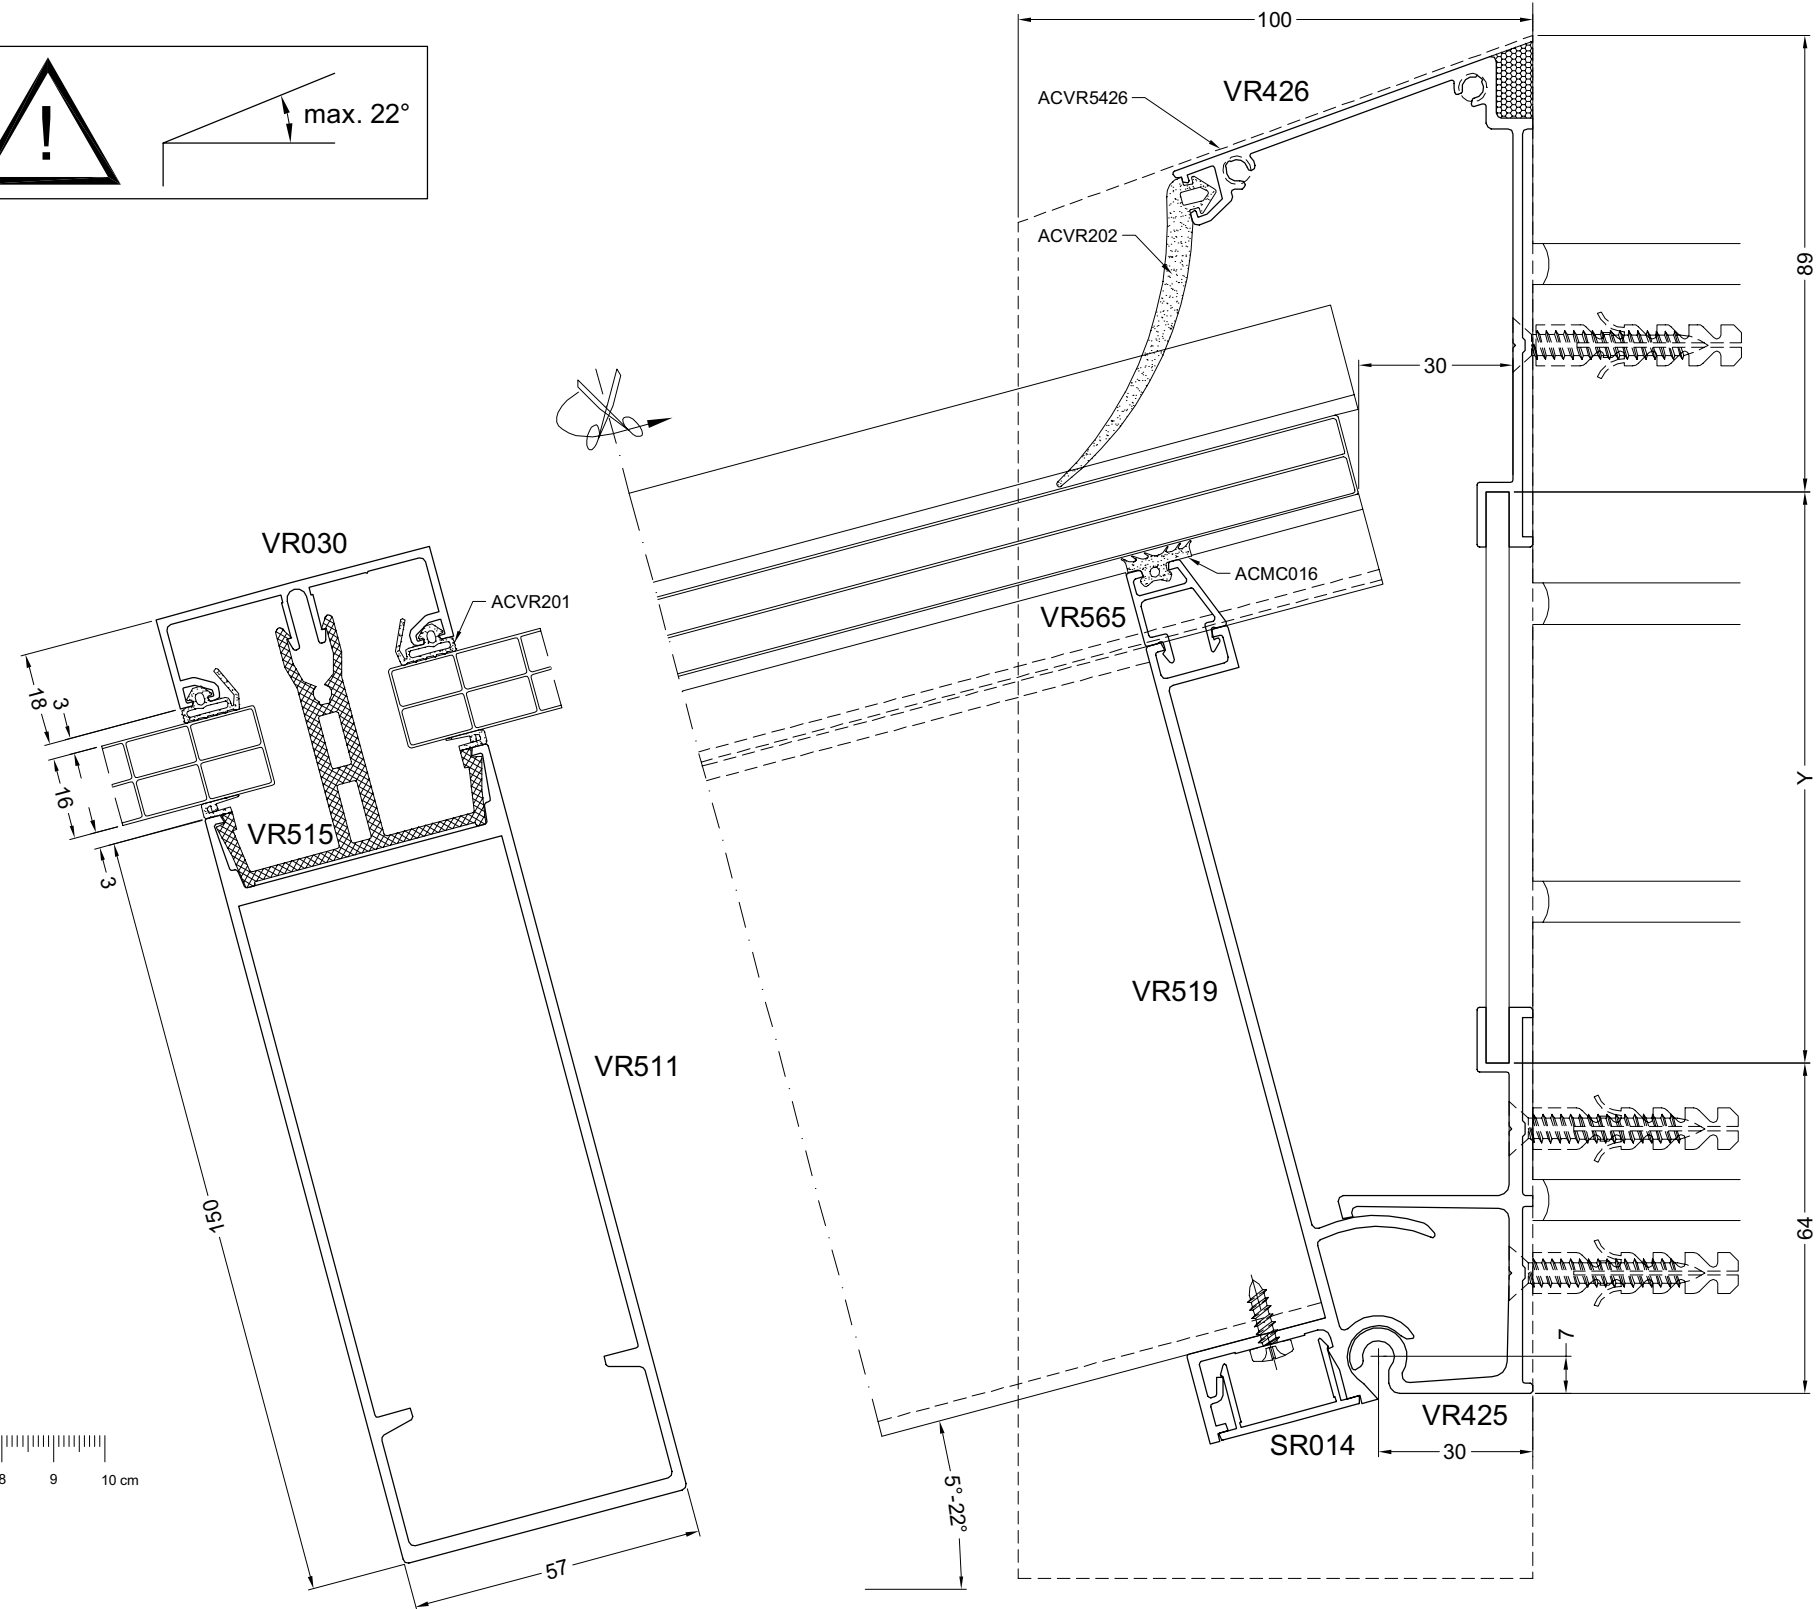 100
!
max. 22°
ACVR5426
VR426
ACVR202
89
30
VR030
ACVR201
ACMC016
VR565
18
3
16
3
VR515
Y
VR519
VR511
150
64
7
VR425
SR014
30
5°-22°
8 9 10 cm
57